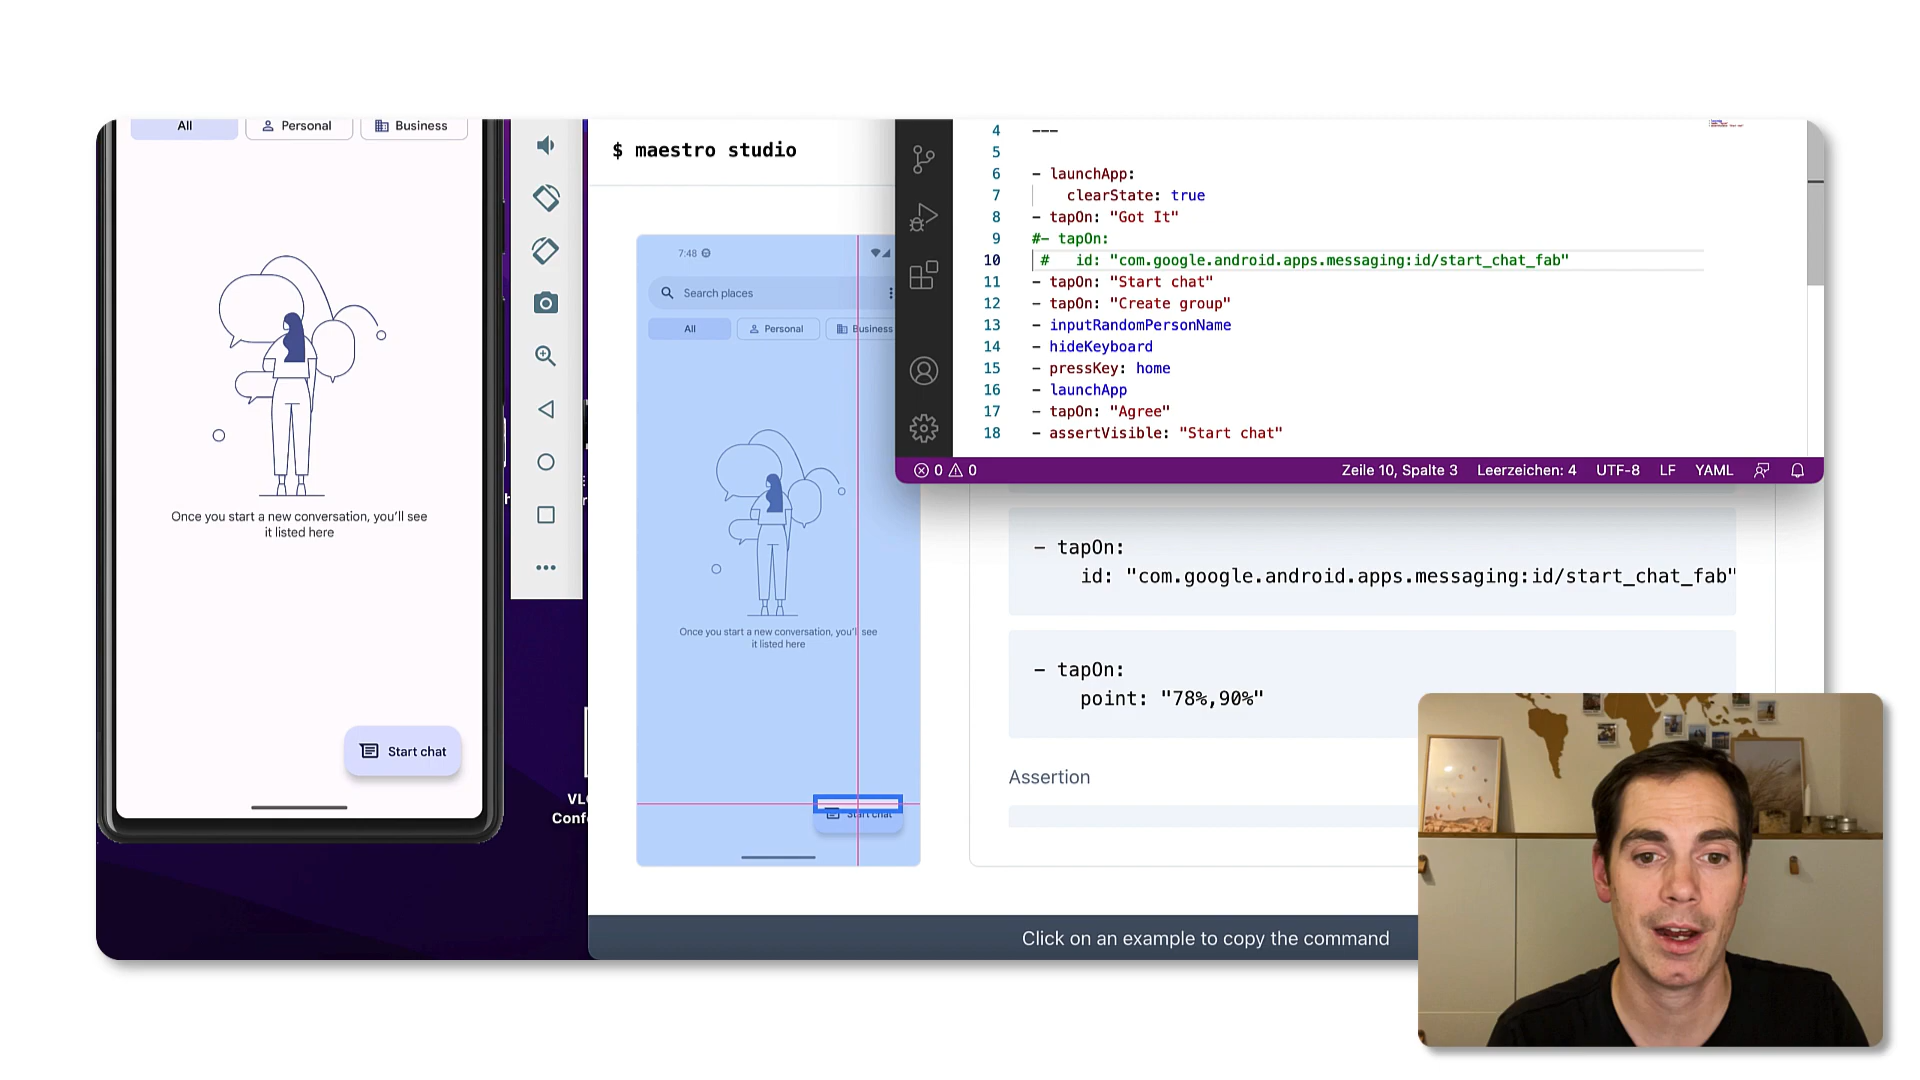 All
Personal
Business
Once you start a new conversation, you'll see
it listed here
Start chat
$ maestro studio
7:48
Search places
All
Personal
Business
Once you start a new conversation, you'll see
it listed here
Start chat
4 ---
5
6 - launchApp:
7 clearState: true
8 - tapOn: "Got It"
9 #- tapOn:
10 # id: "com.google.android.apps.messaging:id/start_chat_fab"
11 - tapOn: "Start chat"
12 - tapOn: "Create group"
13 - inputRandomPersonName
14 - hideKeyboard
15 - pressKey: home
16 - launchApp
17 - tapOn: "Agree"
18 - assertVisible: "Start chat"
0 0
Zeile 10, Spalte 3
Leerzeichen: 4
UTF-8
LF
YAML
- tapOn:
id: "com.google.android.apps.messaging:id/start_chat_fab"
- tapOn:
point: "78%,90%"
Assertion
Click on an example to copy the command